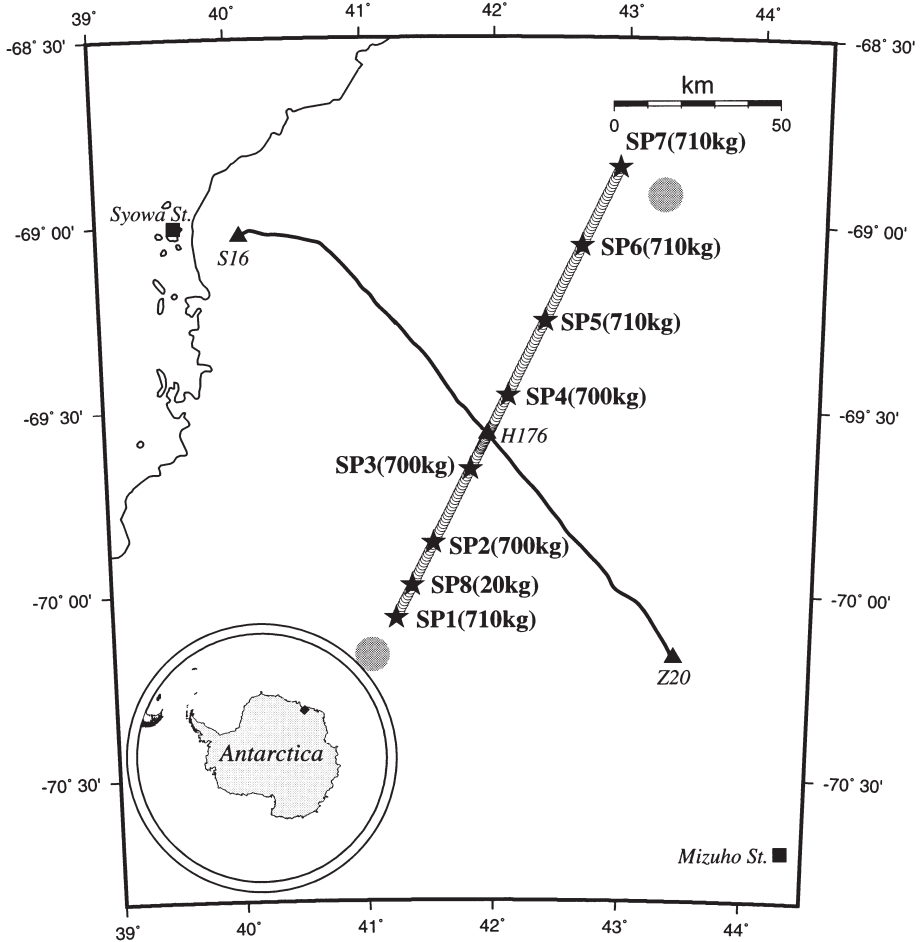 39° 40° 41° 42° 43° 44°
-68° 30' -68° 30'
km
0 50
SP7(710kg)
Syowa St.
-69° 00' -69° 00'
S16
SP6(710kg)
SP5(710kg)
SP4(700kg)
-69° 30' -69° 30'
H176
SP3(700kg)
SP2(700kg)
SP8(20kg)
-70° 00' -70° 00'
SP1(710kg)
Z20
Antarctica
-70° 30' -70° 30'
Mizuho St.
39° 40° 41° 42° 43° 44°